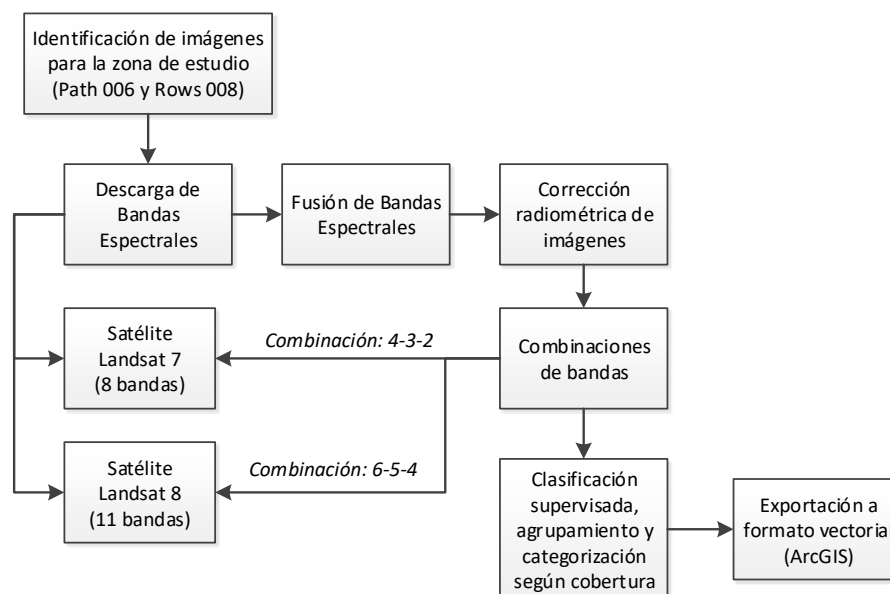 Identificación de imágenes
para la zona de estudio
(Path 006 y Rows 008)
Descarga de
Bandas
Espectrales
Fusión de Bandas
Espectrales
Corrección
radiométrica de
imágenes
Satélite
Landsat 7
(8 bandas)
Combinación: 4-3-2
Combinaciones
de bandas
Satélite
Landsat 8
(11 bandas)
Combinación: 6-5-4
Clasificación
supervisada,
agrupamiento y
categorización
según cobertura
Exportación a
formato vectorial
(ArcGIS)